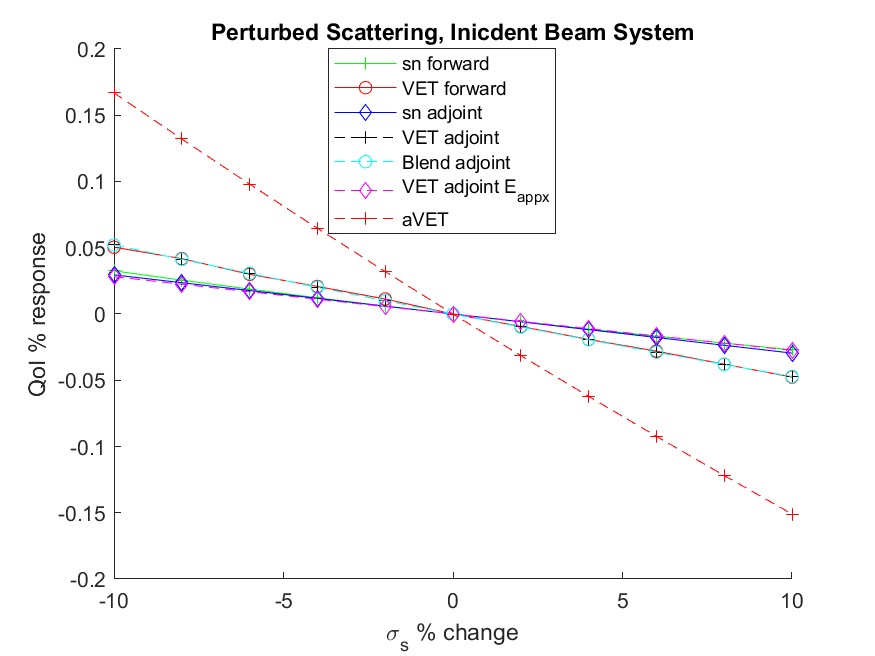 Perturbed Scattering, Inicdent Beam System
sn forward
VET forward
sn adjoint
VET adjoint
Blend adjoint
VET adjoint E_appx
aVET
0.2
0.15
0.1
0.05
0
-0.05
-0.1
-0.15
-0.2
QoI % response
-10
-5
0
5
10
σ_s % change